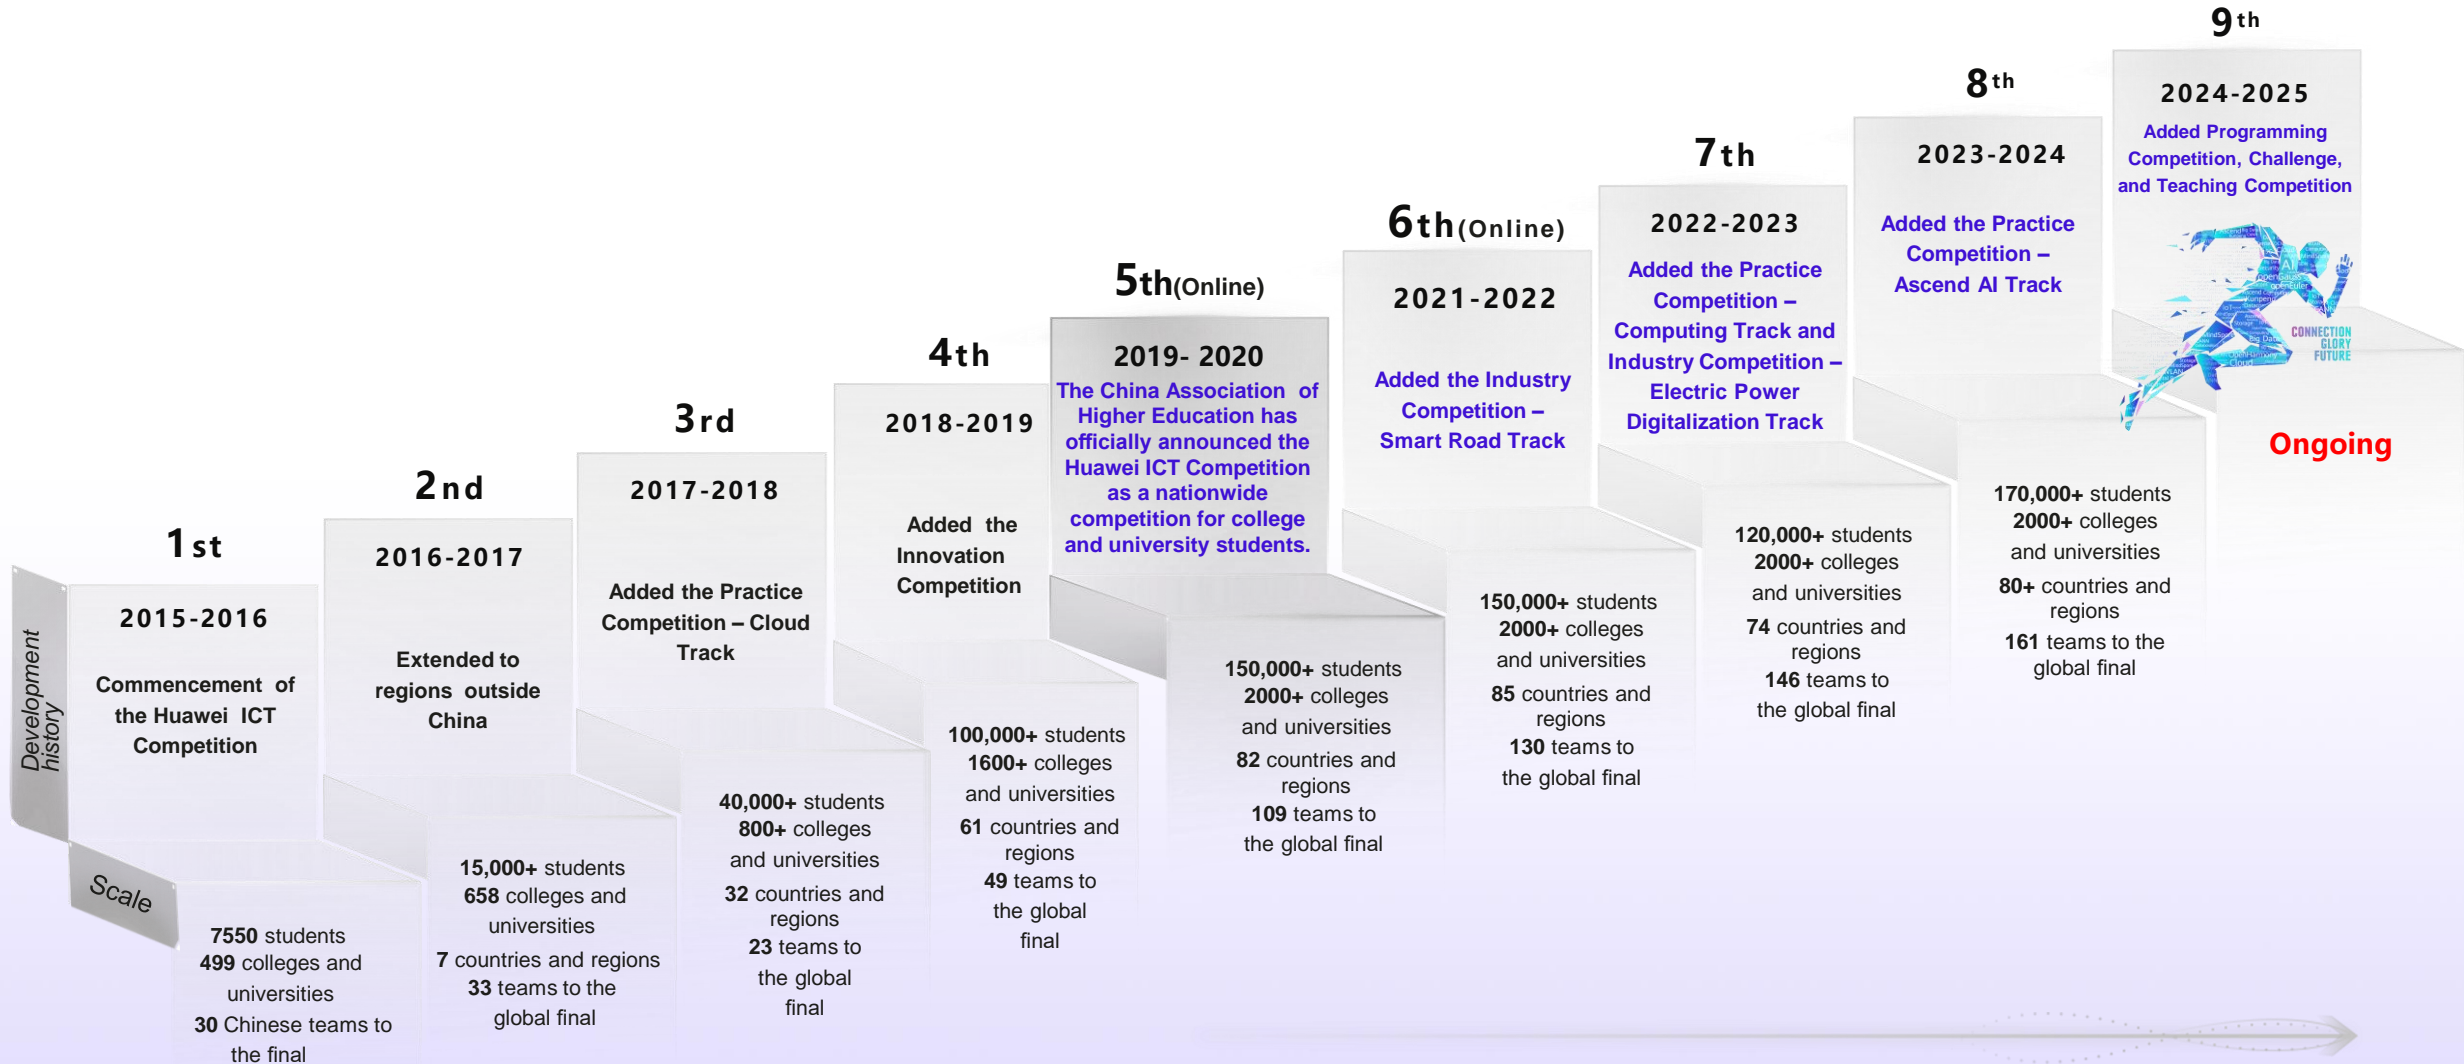 1st
2015-2016
Commencement of
the Huawei ICT
Competition
7550 students
499 colleges and
universities
30 Chinese teams to
the final
2nd
2016-2017
Extended to
regions outside
China
15,000+ students
658 colleges and
universities
7 countries and regions
33 teams to the
global final
3rd
2017-2018
Added the Practice
Competition – Cloud
Track
40,000+ students
800+ colleges
and universities
32 countries and
regions
23 teams to
the global
final
4th
2018-2019
Added the
Innovation
Competition
100,000+ students
1600+ colleges
and universities
61 countries and
regions
49 teams to
the global
final
5th(Online)
2019- 2020
The China Association of
Higher Education has
officially announced the
Huawei ICT Competition
as a nationwide
competition for college
and university students.
150,000+ students
2000+ colleges
and universities
82 countries and
regions
109 teams to
the global final
6th(Online)
2021-2022
Added the Industry
Competition –
Smart Road Track
150,000+ students
2000+ colleges
and universities
85 countries and
regions
130 teams to
the global final
7th
2022-2023
Added the Practice
Competition –
Computing Track and
Industry Competition –
Electric Power
Digitalization Track
120,000+ students
2000+ colleges
and universities
74 countries and
regions
146 teams to
the global final
8th
2023-2024
Added the Practice
Competition –
Ascend AI Track
170,000+ students
2000+ colleges
and universities
80+ countries and
regions
161 teams to the
global final
9th
2024-2025
Added Programming
Competition, Challenge,
and Teaching Competition
AI
openGauss
openEuler
Kunpeng
Storage
Big Data
OpenHarmony
Cloud
WLAN
CONNECTION
GLORY
FUTURE
Ongoing
Development
history
Scale